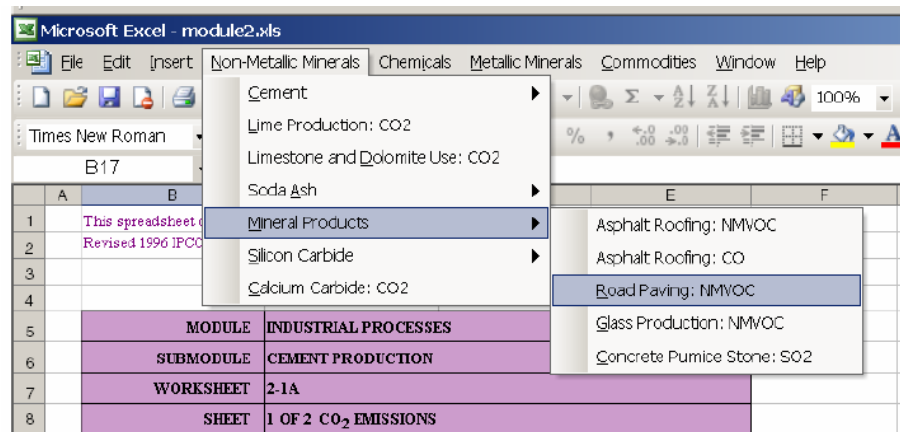 Microsoft Excel - module2.xls
File Edit Insert Non-Metallic Minerals Chemicals Metallic Minerals Commodities Window Help
Cement
Σ 100%
Lime Production: CO2
Times New Roman % , .00
B17
Limestone and Dolomite Use: CO2
Soda Ash
A B E F
Mineral Products
1 This spreadsheet
Asphalt Roofing: NMVOC
2 Revised 1996 IPCC
Silicon Carbide
Asphalt Roofing: CO
3
Calcium Carbide: CO2
Road Paving: NMVOC
4
Glass Production: NMVOC
5 MODULE INDUSTRIAL PROCESSES
Concrete Pumice Stone: SO2
6 SUBMODULE CEMENT PRODUCTION
7 WORKSHEET 2-1A
8 SHEET 1 OF 2 CO2 EMISSIONS